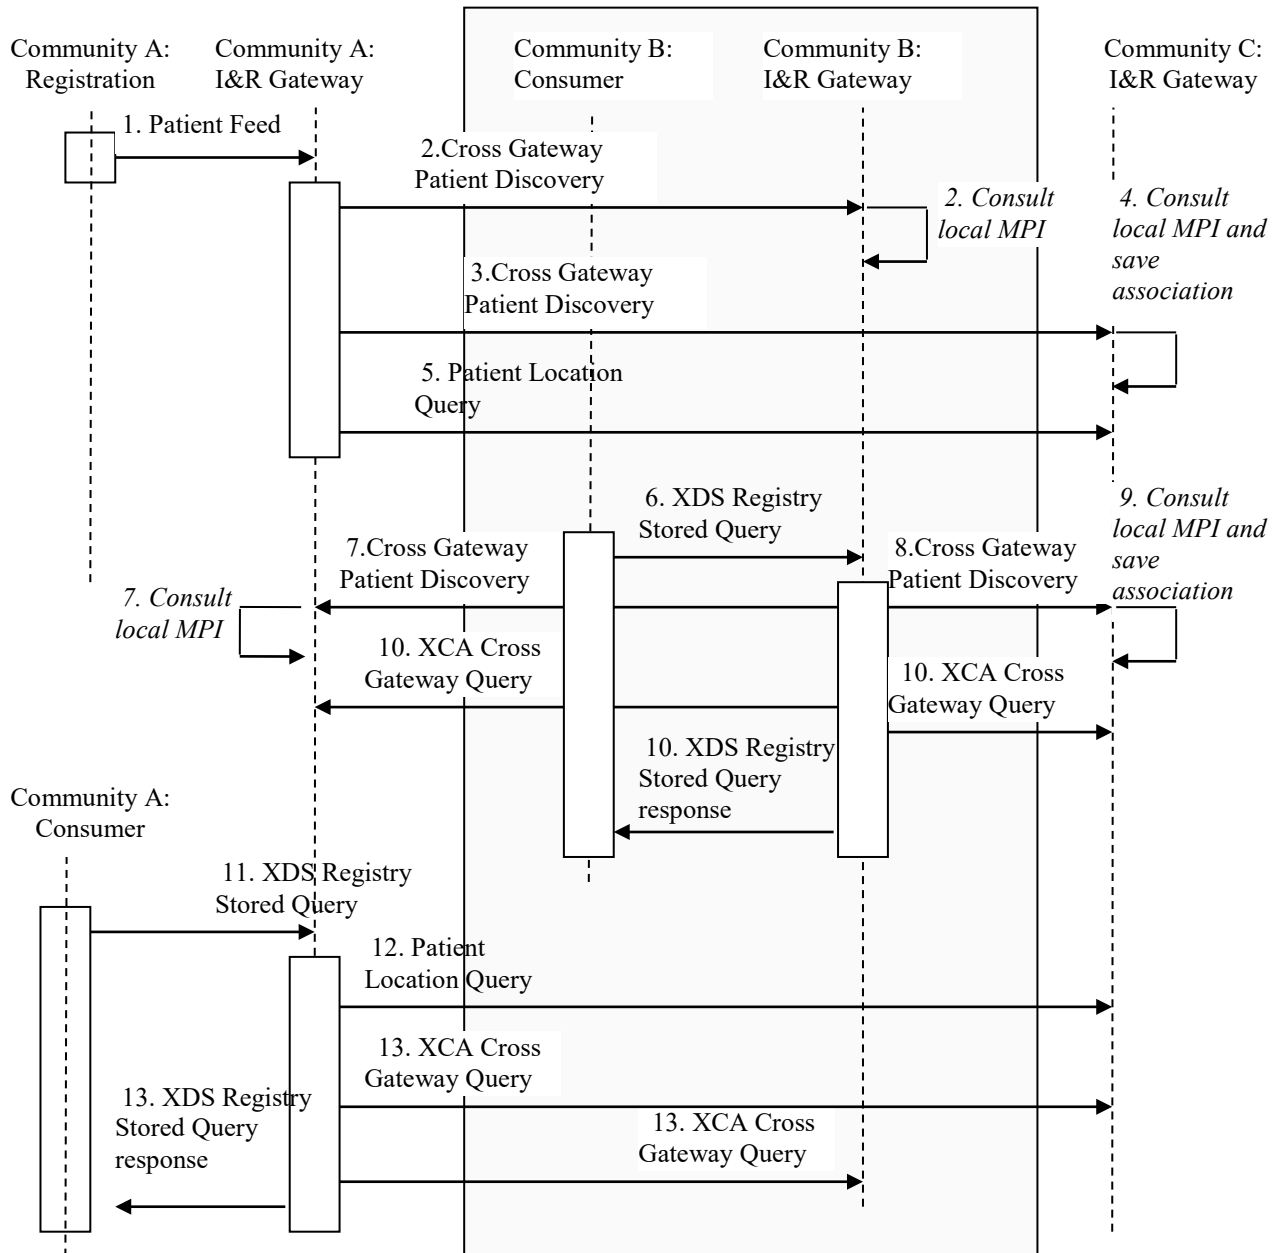 Community A:
Registration
Community A:
I&R Gateway
Community B:
Consumer
Community B:
I&R Gateway
Community C:
I&R Gateway
1. Patient Feed
2.Cross Gateway
Patient Discovery
2. Consult
local MPI
4. Consult
local MPI and
save
association
3.Cross Gateway
Patient Discovery
5. Patient Location
Query
6. XDS Registry
Stored Query
9. Consult
local MPI and
save
association
7.Cross Gateway
Patient Discovery
8.Cross Gateway
Patient Discovery
7. Consult
local MPI
10. XCA Cross
Gateway Query
10. XCA Cross
Gateway Query
10. XDS Registry
Stored Query
response
Community A:
Consumer
11. XDS Registry
Stored Query
12. Patient
Location Query
13. XCA Cross
Gateway Query
13. XDS Registry
Stored Query
response
13. XCA Cross
Gateway Query